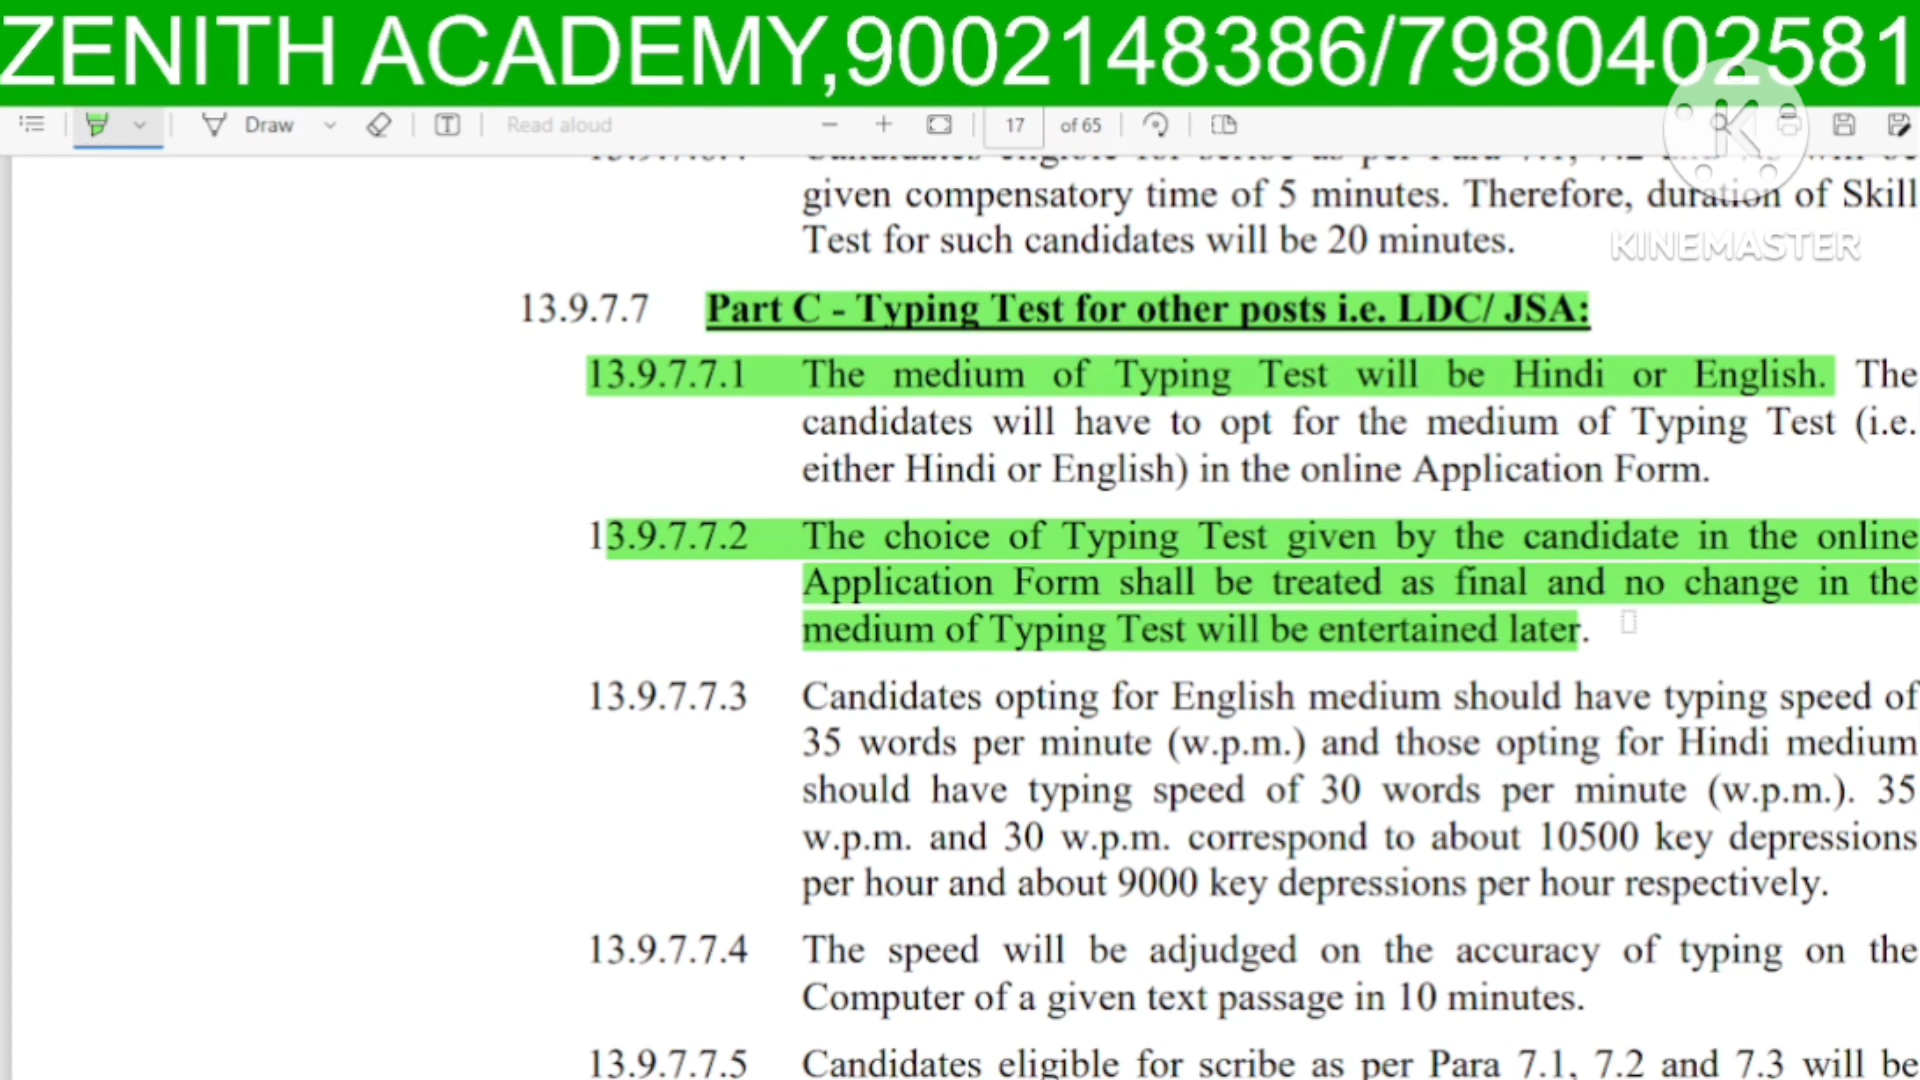 ZENITH ACADEMY,9002148386/7980402581
Draw
Read aloud
17 of 65
KINEMASTER
given compensatory time of 5 minutes. Therefore, duration of Skill
Test for such candidates will be 20 minutes.
13.9.7.7 Part C - Typing Test for other posts i.e. LDC/ JSA:
13.9.7.7.1 The medium of Typing Test will be Hindi or English. The
candidates will have to opt for the medium of Typing Test (i.e.
either Hindi or English) in the online Application Form.
13.9.7.7.2 The choice of Typing Test given by the candidate in the online
Application Form shall be treated as final and no change in the
medium of Typing Test will be entertained later.
13.9.7.7.3 Candidates opting for English medium should have typing speed of
35 words per minute (w.p.m.) and those opting for Hindi medium
should have typing speed of 30 words per minute (w.p.m.). 35
w.p.m. and 30 w.p.m. correspond to about 10500 key depressions
per hour and about 9000 key depressions per hour respectively.
13.9.7.7.4 The speed will be adjudged on the accuracy of typing on the
Computer of a given text passage in 10 minutes.
13.9.7.7.5 Candidates eligible for scribe as per Para 7.1, 7.2 and 7.3 will be